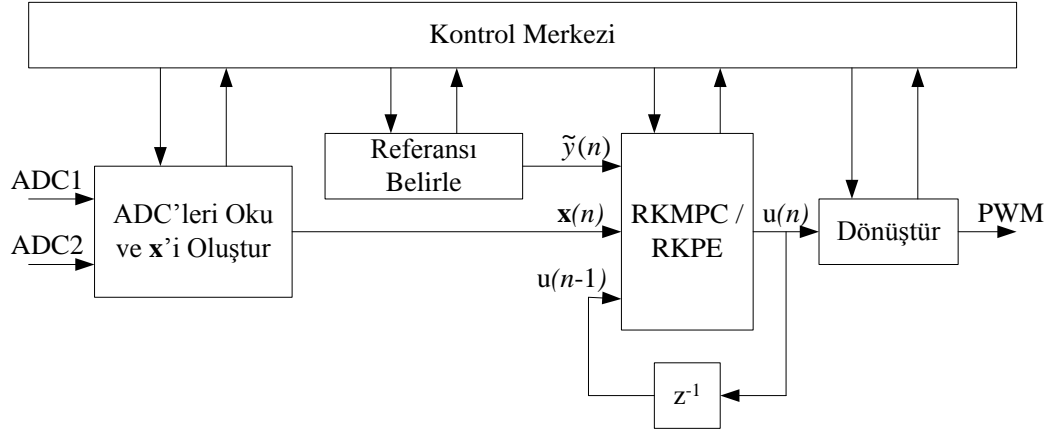 Kontrol Merkezi
Referansı
Belirle
ỹ(n)
ADC1
ADC'leri Oku
ve x'i Oluştur
x(n)
RKMPC /
RKPE
u(n)
Dönüştür
PWM
ADC2
u(n-1)
z⁻¹